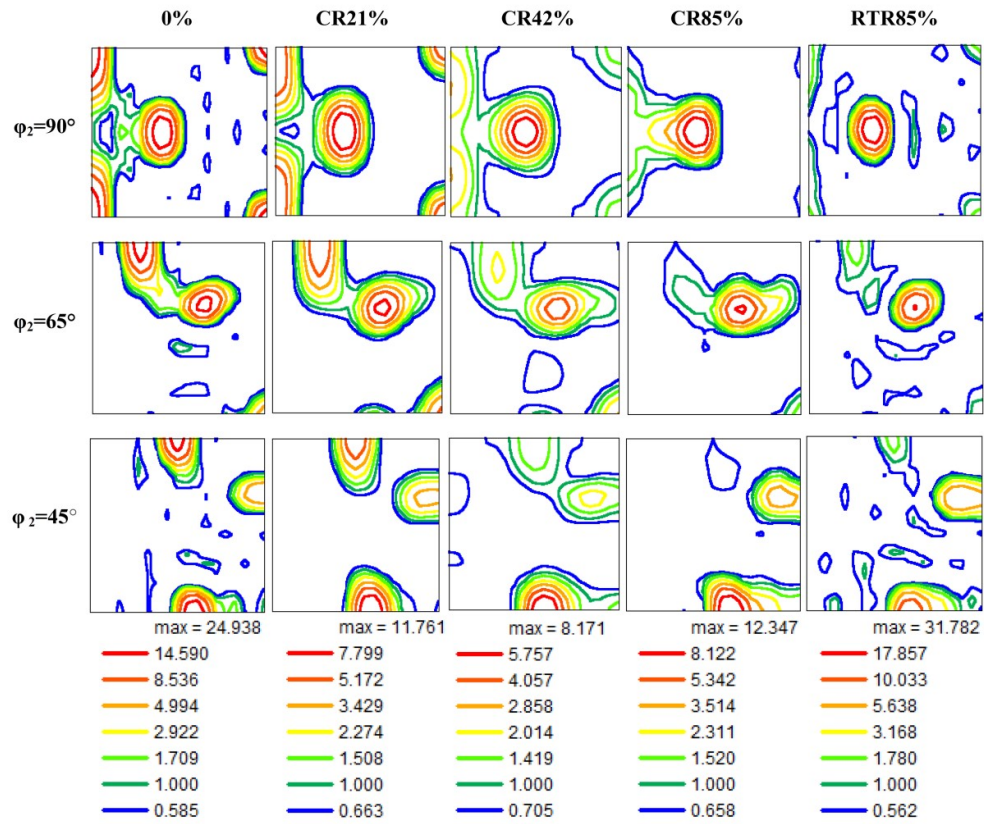 0% CR21% CR42% CR85% RTR85%
φ₂=90°
φ₂=65°
φ ₂=45°
max = 24.938 max = 11.761 max = 8.171 max = 12.347 max = 31.782
14.590 7.799 5.757 8.122 17.857
8.536 5.172 4.057 5.342 10.033
4.994 3.429 2.858 3.514 5.638
2.922 2.274 2.014 2.311 3.168
1.709 1.508 1.419 1.520 1.780
1.000 1.000 1.000 1.000 1.000
0.585 0.663 0.705 0.658 0.562